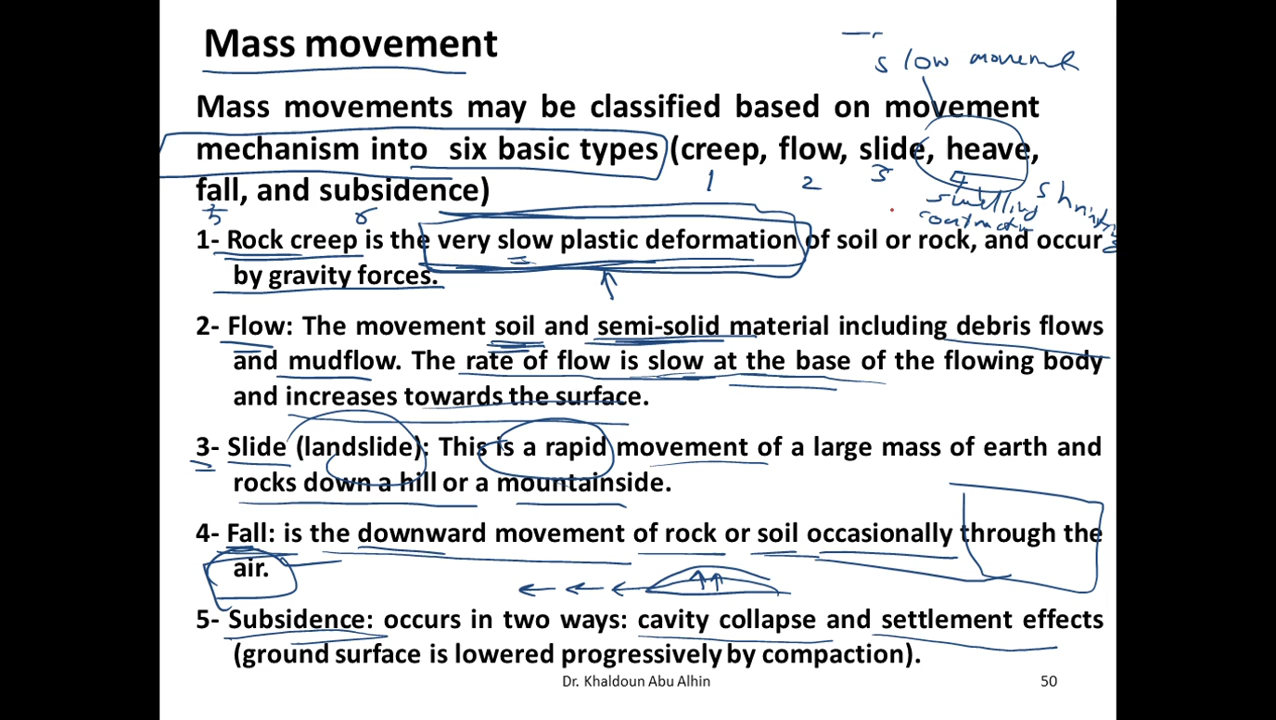 Mass movement
slow
Mass movements may be classified based on movement
mechanism into six basic types (creep, flow, slide, heave,
1 2 3 4
fall, and subsidence)
5 6
swelling
1- Rock creep is the very slow plastic deformation of soil or rock, and occur
by gravity forces.
2- Flow: The movement soil and semi-solid material including debris flows
and mudflow. The rate of flow is slow at the base of the flowing body
and increases towards the surface.
3- Slide (landslide): This is a rapid movement of a large mass of earth and
rocks down a hill or a mountainside.
4- Fall: is the downward movement of rock or soil occasionally through the
air.
5- Subsidence: occurs in two ways: cavity collapse and settlement effects
(ground surface is lowered progressively by compaction).
Dr. Khaldoun Abu Alhin 50